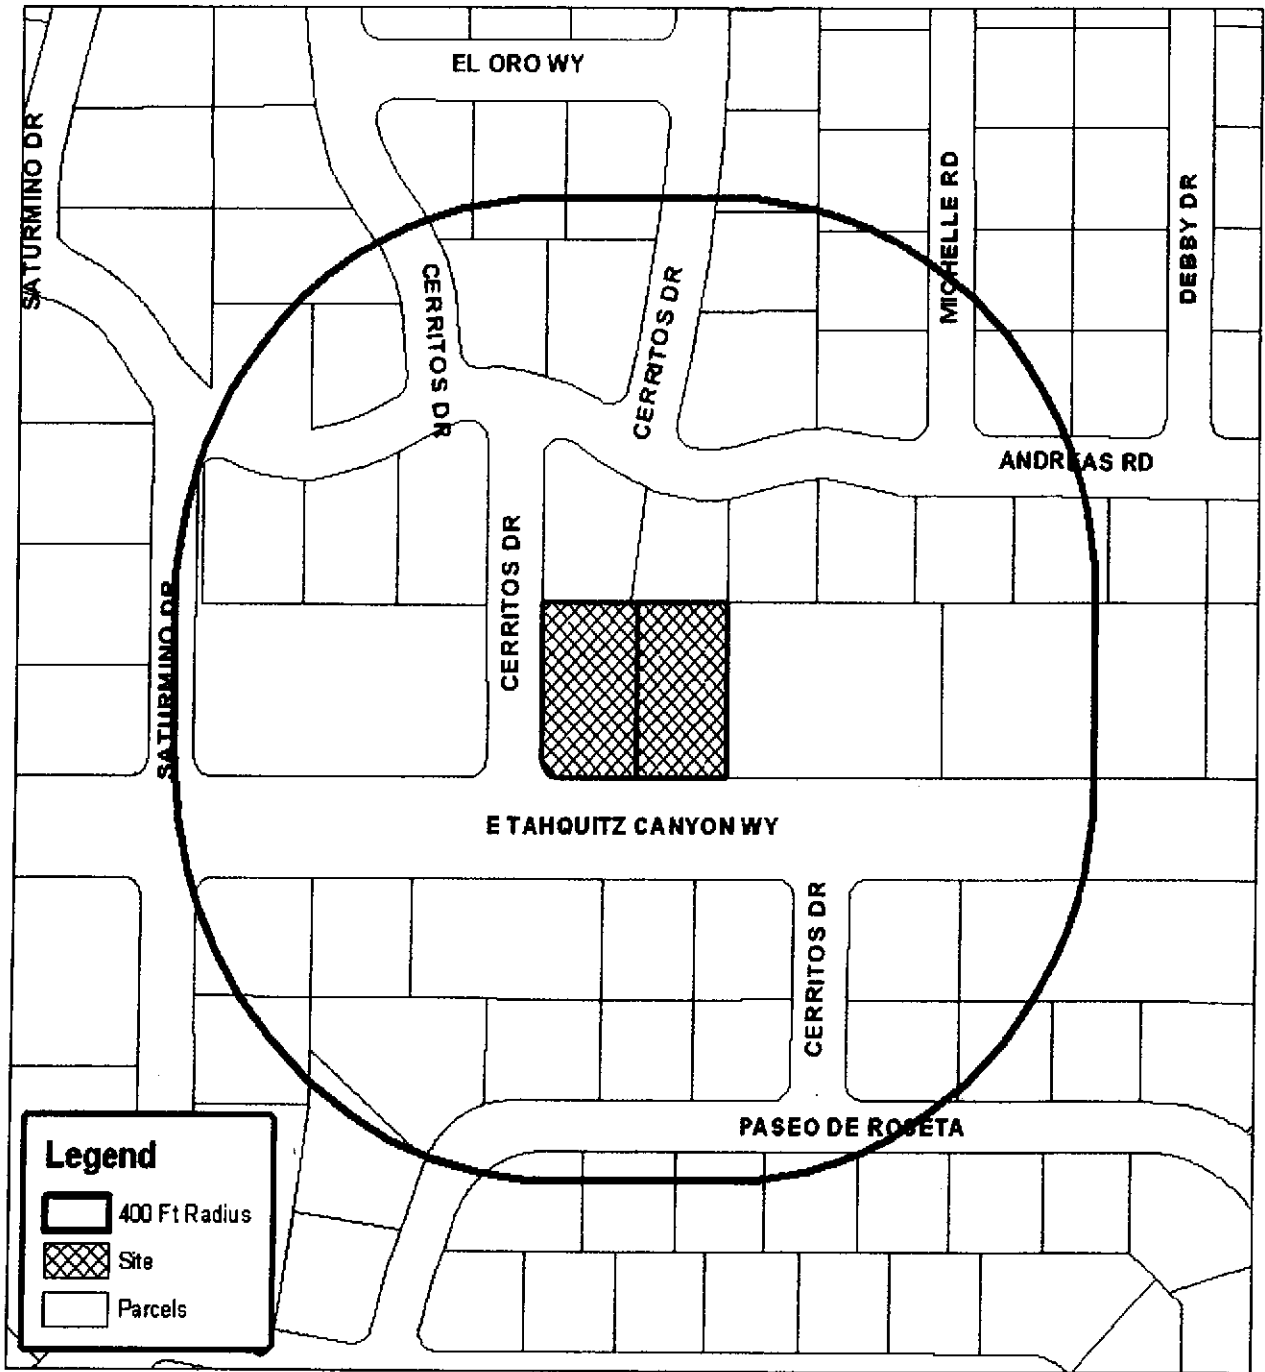 EL ORO WY
SATURMINO DR
MICHELLE RD
DEBBY DR
CERRITOS DR
CERRITOS DR
ANDREAS RD
CERRITOS DR
SATURMINO DR
E TAHQUITZ CANYON WY
CERRITOS DR
PASEO DE ROSETA
Legend
400 Ft Radius
Site
Parcels